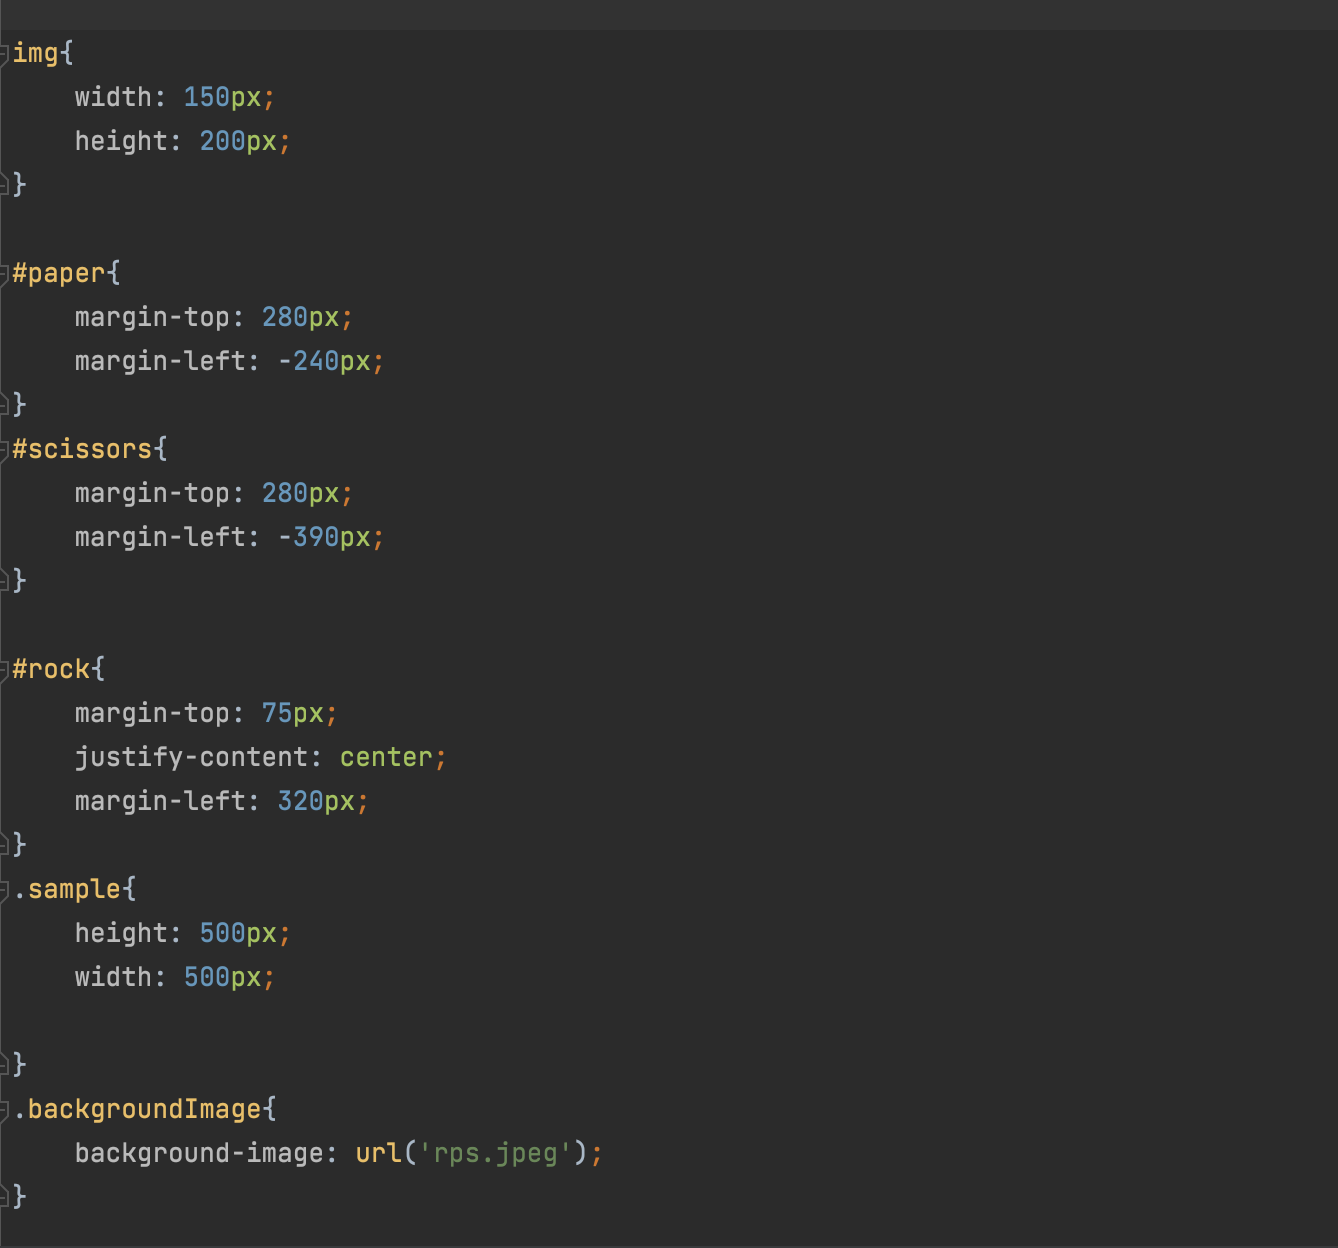 img{
    width: 150px;
    height: 200px;
}

#paper{
    margin-top: 280px;
    margin-left: -240px;
}
#scissors{
    margin-top: 280px;
    margin-left: -390px;
}

#rock{
    margin-top: 75px;
    justify-content: center;
    margin-left: 320px;
}
.sample{
    height: 500px;
    width: 500px;

}
.backgroundImage{
    background-image: url('rps.jpeg');
}